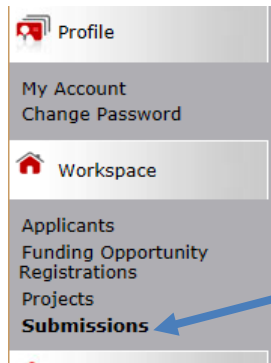 Profile
My Account
Change Password
Workspace
Applicants
Funding Opportunity
Registrations
Projects
Submissions